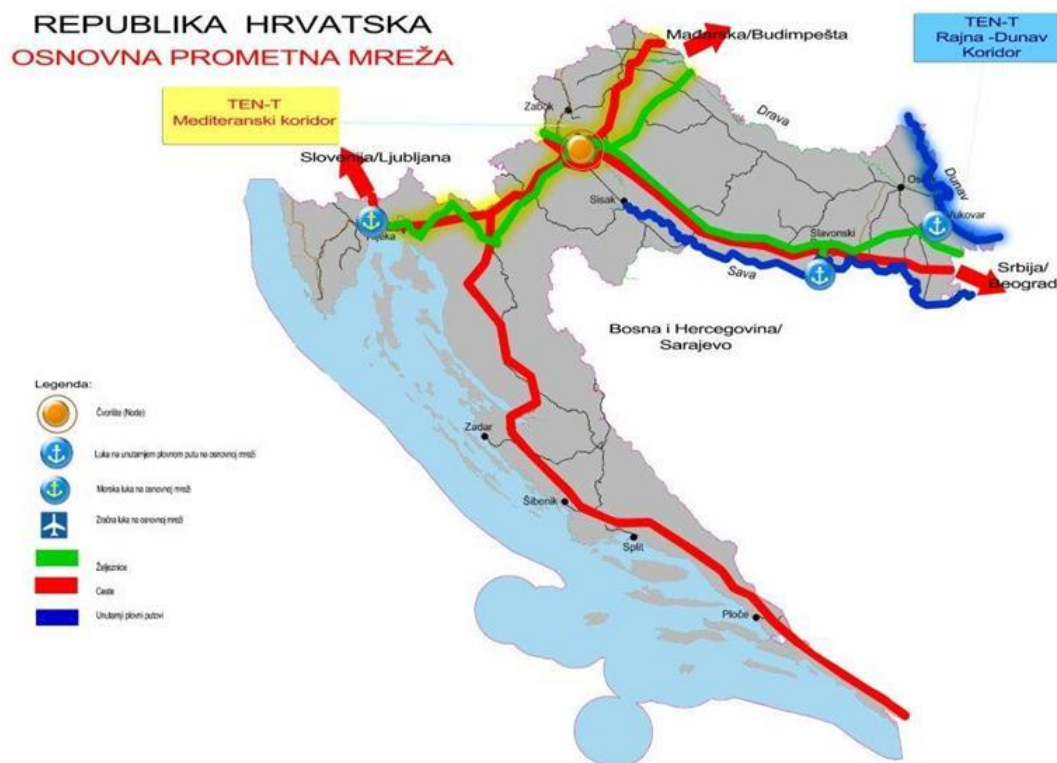 REPUBLIKA HRVATSKA
OSNOVNA PROMETNA MREŽA
TEN-T
Rajna -Dunav
Koridor
Mađarska/Budimpešta
TEN-T
Mediteranski koridor
Zabok
Drava
Slovenija/Ljubljana
Dunav
Sisak
Rijeka
Vukovar
Slavonski
Sava
Srbija/
Beograd
Bosna i Hercegovina/
Sarajevo
Legenda:
Čvorište (Node)
Luka na unutarnjem plovnom putu na osnovnoj mreži
Morska luka na osnovnoj mreži
Zračna luka na osnovnoj mreži
Željeznice
Ceste
Unutarnji plovni putovi
Zadar
Šibenik
Split
Ploče